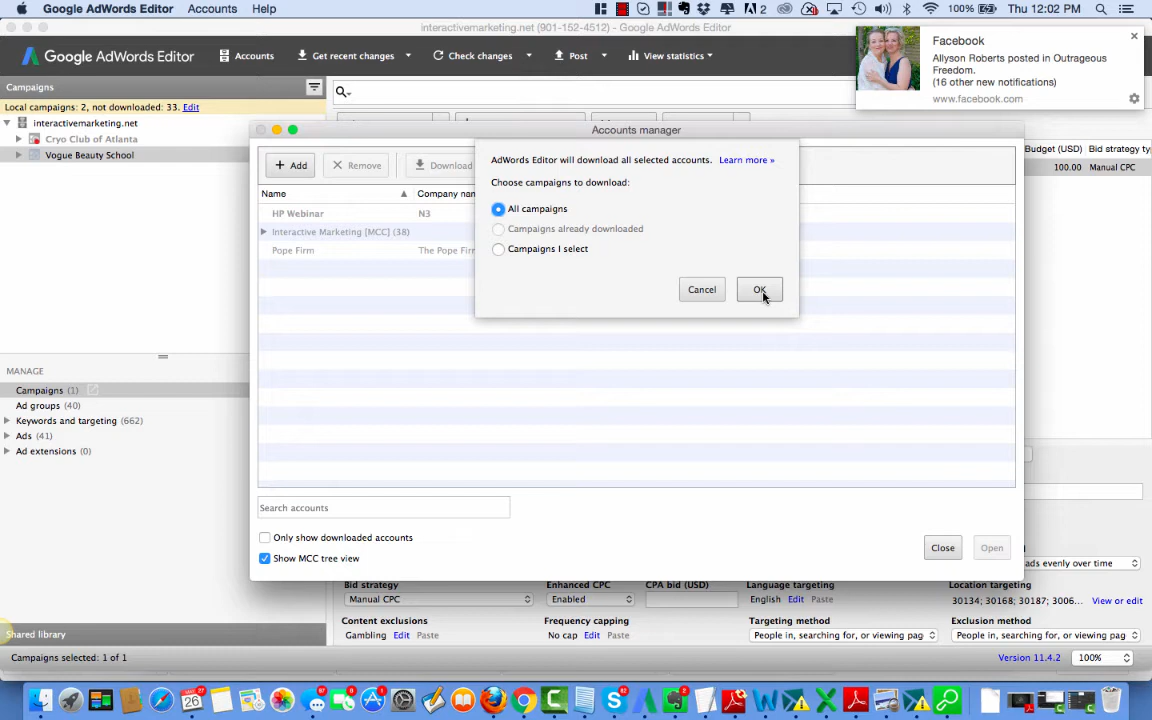 Google AdWords Editor Accounts Help
2 100% Thu 12:02 PM
interactivemarketing.net (901-152-4512) - Google AdWords Editor
Google AdWords Editor Accounts Get recent changes Check changes Post View statistics
Facebook
Allyson Roberts posted in Outrageous
Freedom.
(16 other new notifications)
www.facebook.com
Campaigns
Local campaigns: 2, not downloaded: 33. Edit
interactivemarketing.net
Cryo Club of Atlanta
Vogue Beauty School
Budget (USD) Bid strategy ty
100.00 Manual CPC
Accounts manager
+ Add Remove Download
Name Company nan
HP Webinar N3
Interactive Marketing [MCC] (38)
Pope Firm The Pope Firm
AdWords Editor will download all selected accounts. Learn more »
Choose campaigns to download:
All campaigns
Campaigns already downloaded
Campaigns I select
Cancel OK
Search accounts
Only show downloaded accounts
Show MCC tree view
Close Open
MANAGE
Campaigns (1)
Ad groups (40)
Keywords and targeting (662)
Ads (41)
Ad extensions (0)
ads evenly over time
Bid strategy Enhanced CPC CPA bid (USD) Language targeting Location targeting
Manual CPC Enabled English Edit Paste 30134; 30168; 30187; 3006... View or edit
Content exclusions Frequency capping Targeting method Exclusion method
Gambling Edit Paste No cap Edit Paste People in, searching for, or viewing pag People in, searching for, or viewing pag
Shared library
Campaigns selected: 1 of 1 Version 11.4.2 100%